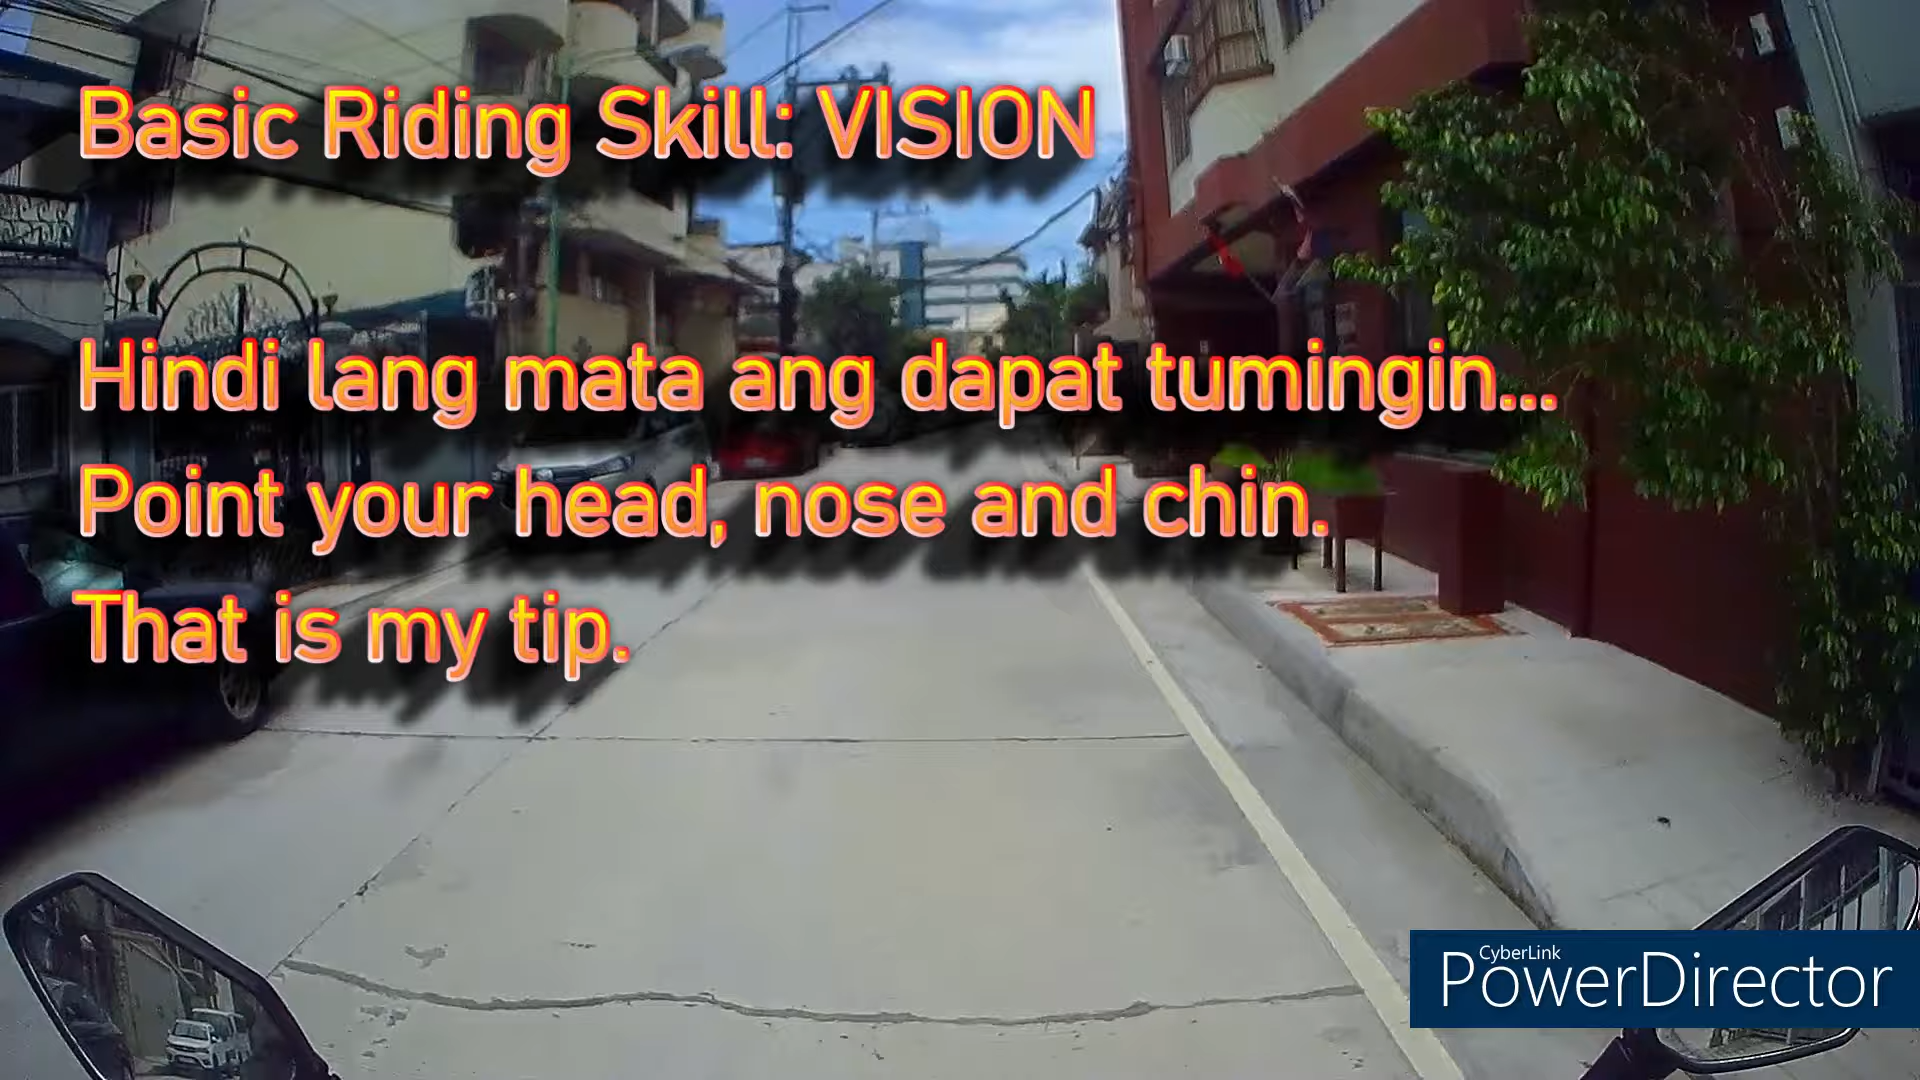 Basic Riding Skill: VISION
Hindi lang mata ang dapat tumingin...
Point your head, nose and chin.
That is my tip.
CyberLink
PowerDirector